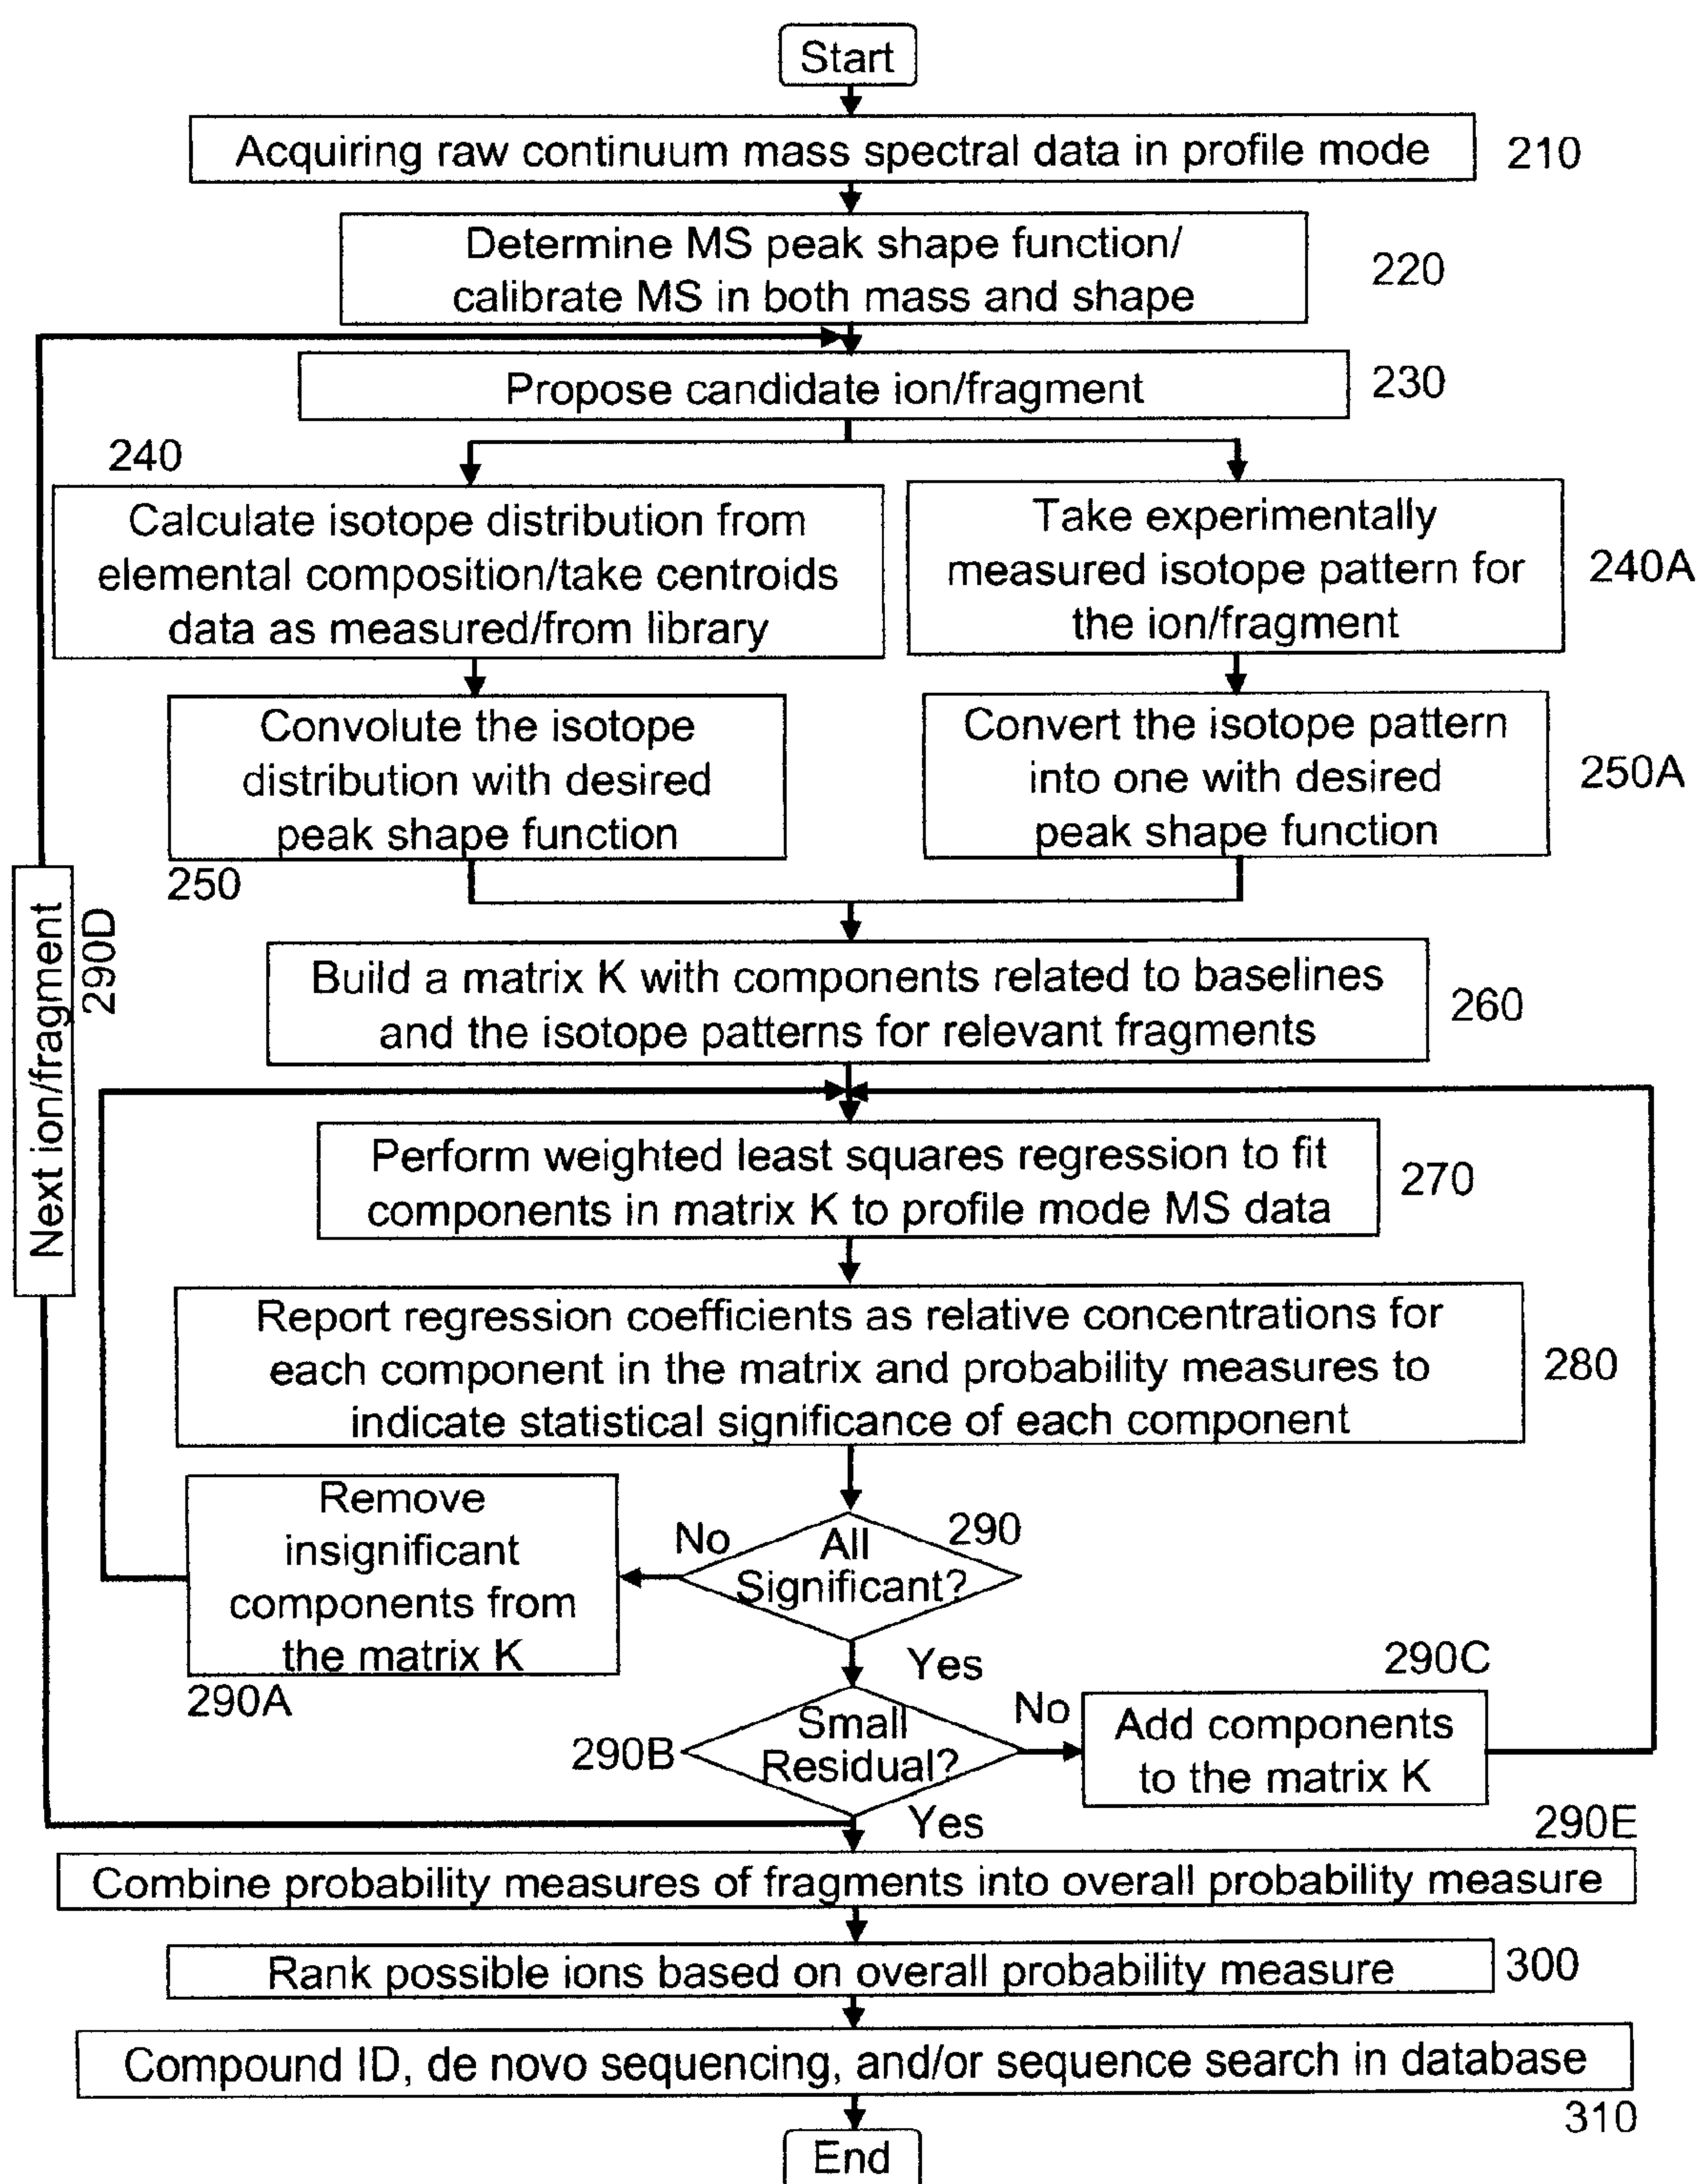 Start
Acquiring raw continuum mass spectral data in profile mode
210
Determine MS peak shape function/
calibrate MS in both mass and shape
220
Propose candidate ion/fragment
230
240
Calculate isotope distribution from
elemental composition/take centroids
data as measured/from library
Take experimentally
measured isotope pattern for
the ion/fragment
240A
Convolute the isotope
distribution with desired
peak shape function
250
Convert the isotope pattern
into one with desired
peak shape function
250A
Next ion/fragment
290D
Build a matrix K with components related to baselines
and the isotope patterns for relevant fragments
260
Perform weighted least squares regression to fit
components in matrix K to profile mode MS data
270
Report regression coefficients as relative concentrations for
each component in the matrix and probability measures to
indicate statistical significance of each component
280
Remove
insignificant
components from
the matrix K
290A
No
All
Significant?
290
Yes
290B
Small
Residual?
No
290C
Add components
to the matrix K
Yes
290E
Combine probability measures of fragments into overall probability measure
Rank possible ions based on overall probability measure
300
Compound ID, de novo sequencing, and/or sequence search in database
310
End